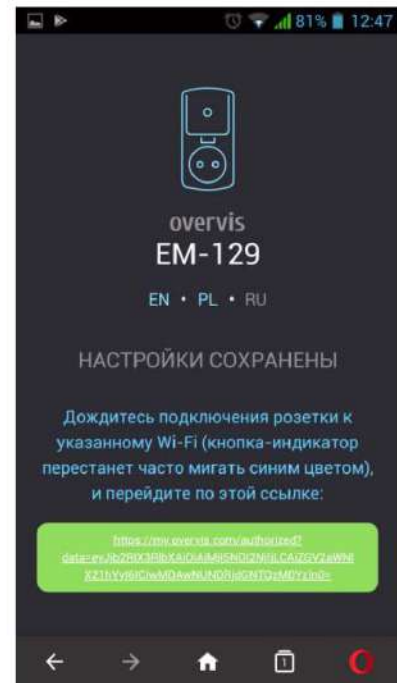 81% 12:47
overvis
EM-129
EN • PL • RU
НАСТРОЙКИ СОХРАНЕНЫ
Дождитесь подключения розетки к
указанному Wi-Fi (кнопка-индикатор
перестанет часто мигать синим цветом),
и перейдите по этой ссылке:
https://my.overvis.com/authorized?
1